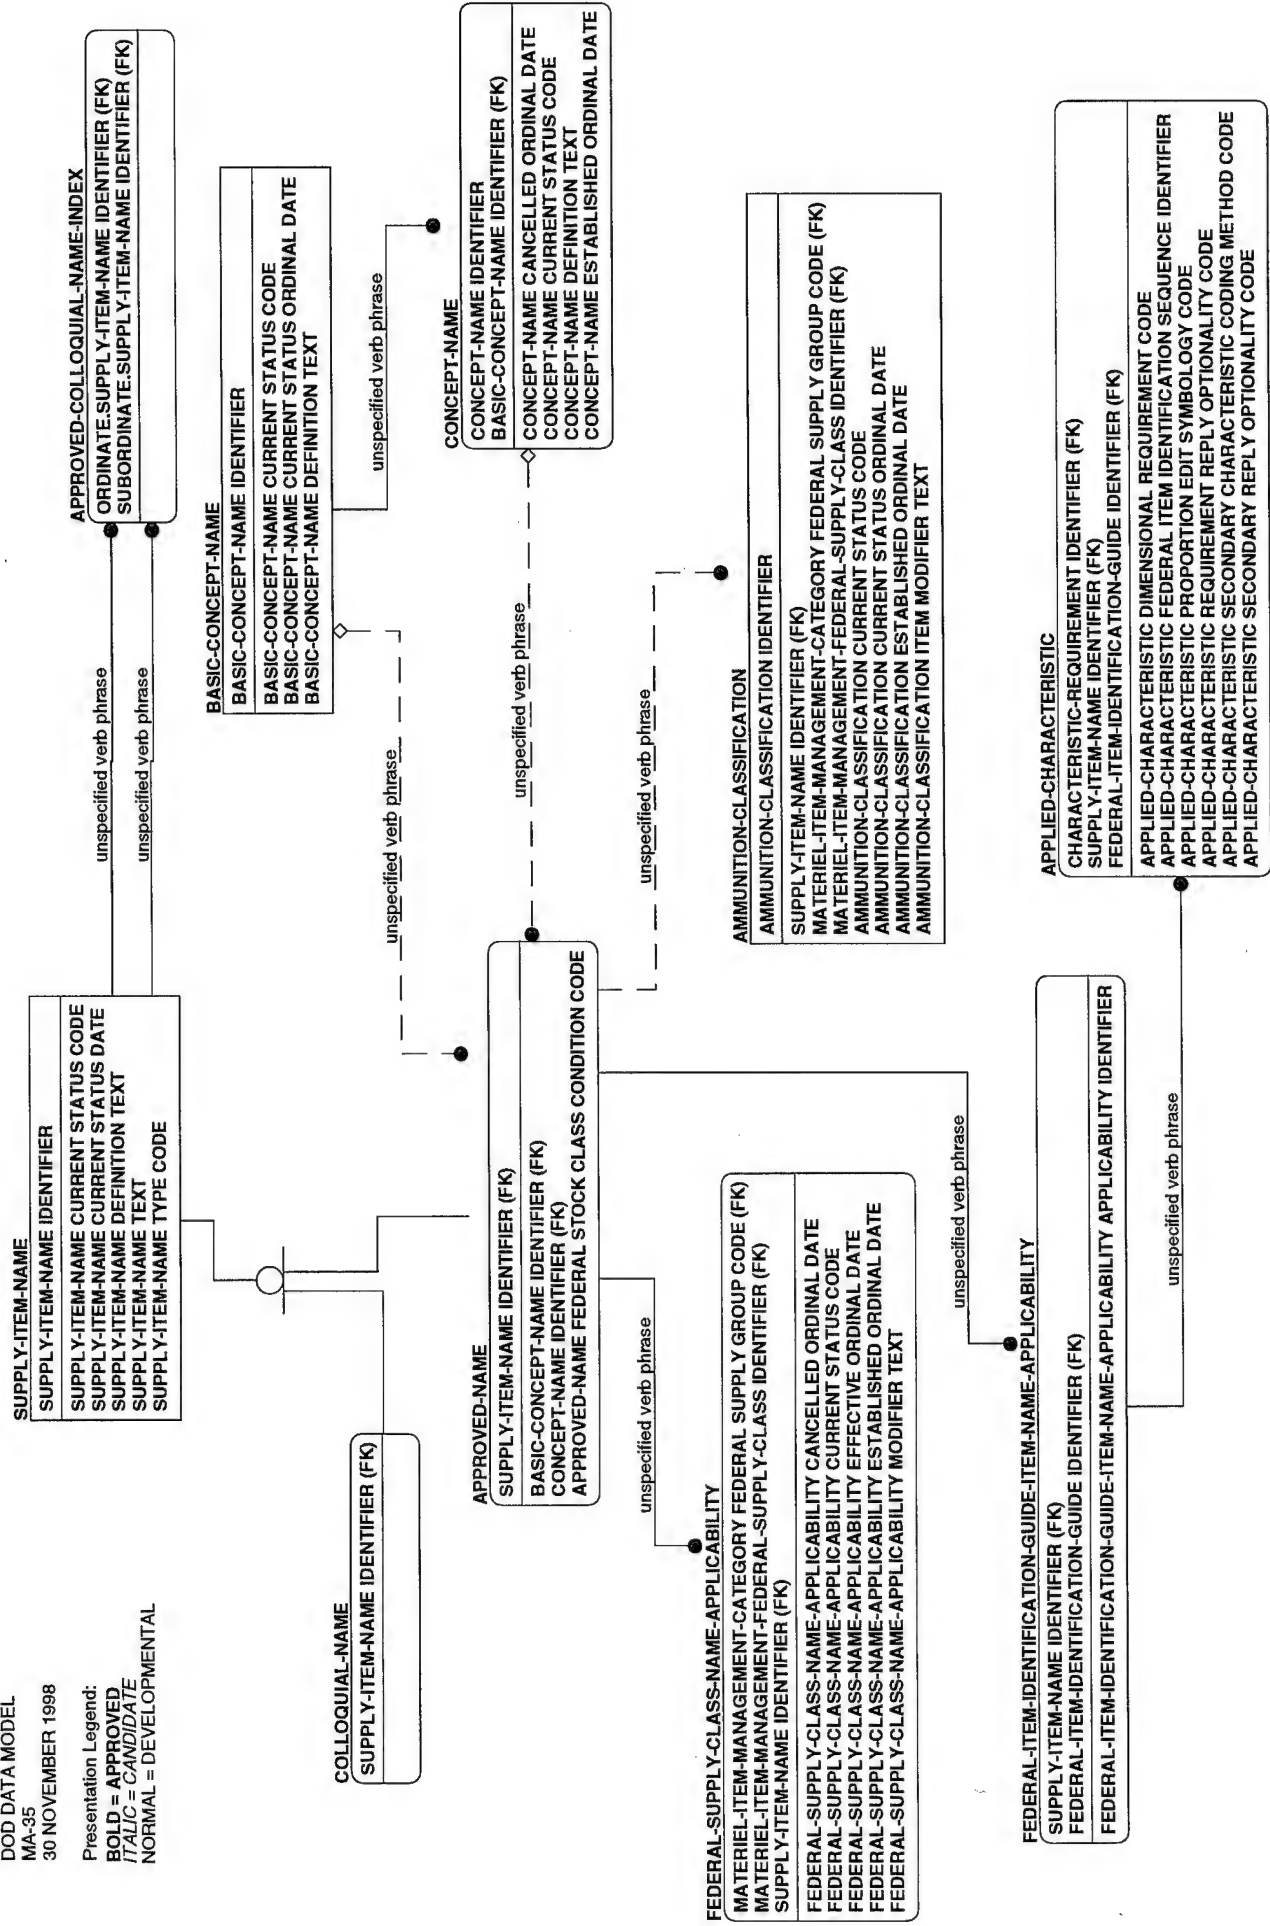 DOD DATA MODEL
MA-35
30 NOVEMBER 1998
Presentation Legend:
BOLD = APPROVED
ITALIC = CANDIDATE
NORMAL = DEVELOPMENTAL
SUPPLY-ITEM-NAME
SUPPLY-ITEM-NAME IDENTIFIER
SUPPLY-ITEM-NAME CURRENT STATUS CODE
SUPPLY-ITEM-NAME CURRENT STATUS DATE
SUPPLY-ITEM-NAME DEFINITION TEXT
SUPPLY-ITEM-NAME TEXT
SUPPLY-ITEM-NAME TYPE CODE
unspecified verb phrase
unspecified verb phrase
APPROVED-COLLOQUIAL-NAME-INDEX
ORDINATE.SUPPLY-ITEM-NAME IDENTIFIER (FK)
SUBORDINATE.SUPPLY-ITEM-NAME IDENTIFIER (FK)
BASIC-CONCEPT-NAME
BASIC-CONCEPT-NAME IDENTIFIER
BASIC-CONCEPT-NAME CURRENT STATUS CODE
BASIC-CONCEPT-NAME CURRENT STATUS ORDINAL DATE
BASIC-CONCEPT-NAME DEFINITION TEXT
unspecified verb phrase
COLLOQUIAL-NAME
SUPPLY-ITEM-NAME IDENTIFIER (FK)
unspecified verb phrase
CONCEPT-NAME
CONCEPT-NAME IDENTIFIER
BASIC-CONCEPT-NAME IDENTIFIER (FK)
CONCEPT-NAME CANCELLED ORDINAL DATE
CONCEPT-NAME CURRENT STATUS CODE
CONCEPT-NAME DEFINITION TEXT
CONCEPT-NAME ESTABLISHED ORDINAL DATE
APPROVED-NAME
SUPPLY-ITEM-NAME IDENTIFIER (FK)
BASIC-CONCEPT-NAME IDENTIFIER (FK)
CONCEPT-NAME IDENTIFIER (FK)
APPROVED-NAME FEDERAL STOCK CLASS CONDITION CODE
unspecified verb phrase
unspecified verb phrase
unspecified verb phrase
AMMUNITION-CLASSIFICATION
AMMUNITION-CLASSIFICATION IDENTIFIER
SUPPLY-ITEM-NAME IDENTIFIER (FK)
MATERIEL-ITEM-MANAGEMENT-CATEGORY FEDERAL SUPPLY GROUP CODE (FK)
MATERIEL-ITEM-MANAGEMENT-FEDERAL-SUPPLY-CLASS IDENTIFIER (FK)
AMMUNITION-CLASSIFICATION CURRENT STATUS CODE
AMMUNITION-CLASSIFICATION CURRENT STATUS ORDINAL DATE
AMMUNITION-CLASSIFICATION ESTABLISHED ORDINAL DATE
AMMUNITION-CLASSIFICATION ITEM MODIFIER TEXT
FEDERAL-SUPPLY-CLASS-NAME-APPLICABILITY
MATERIEL-ITEM-MANAGEMENT-CATEGORY FEDERAL SUPPLY GROUP CODE (FK)
MATERIEL-ITEM-MANAGEMENT-FEDERAL-SUPPLY-CLASS IDENTIFIER (FK)
SUPPLY-ITEM-NAME IDENTIFIER (FK)
FEDERAL-SUPPLY-CLASS-NAME-APPLICABILITY CANCELLED ORDINAL DATE
FEDERAL-SUPPLY-CLASS-NAME-APPLICABILITY CURRENT STATUS CODE
FEDERAL-SUPPLY-CLASS-NAME-APPLICABILITY EFFECTIVE ORDINAL DATE
FEDERAL-SUPPLY-CLASS-NAME-APPLICABILITY ESTABLISHED ORDINAL DATE
FEDERAL-SUPPLY-CLASS-NAME-APPLICABILITY MODIFIER TEXT
unspecified verb phrase
FEDERAL-ITEM-IDENTIFICATION-GUIDE-ITEM-NAME-APPLICABILITY
SUPPLY-ITEM-NAME IDENTIFIER (FK)
FEDERAL-ITEM-IDENTIFICATION-GUIDE IDENTIFIER (FK)
FEDERAL-IDENTIFICATION-GUIDE-ITEM-NAME-APPLICABILITY APPLICABILITY IDENTIFIER
unspecified verb phrase
APPLIED-CHARACTERISTIC
CHARACTERISTIC-REQUIREMENT IDENTIFIER (FK)
SUPPLY-ITEM-NAME IDENTIFIER (FK)
FEDERAL-ITEM-IDENTIFICATION-GUIDE IDENTIFIER (FK)
APPLIED-CHARACTERISTIC DIMENSIONAL REQUIREMENT CODE
APPLIED-CHARACTERISTIC FEDERAL ITEM IDENTIFICATION SEQUENCE IDENTIFIER
APPLIED-CHARACTERISTIC PROPORTION EDIT SYMBOLOGY CODE
APPLIED-CHARACTERISTIC REQUIREMENT REPLY OPTIONALITY CODE
APPLIED-CHARACTERISTIC SECONDARY CHARACTERISTIC CODING METHOD CODE
APPLIED-CHARACTERISTIC SECONDARY REPLY OPTIONALITY CODE